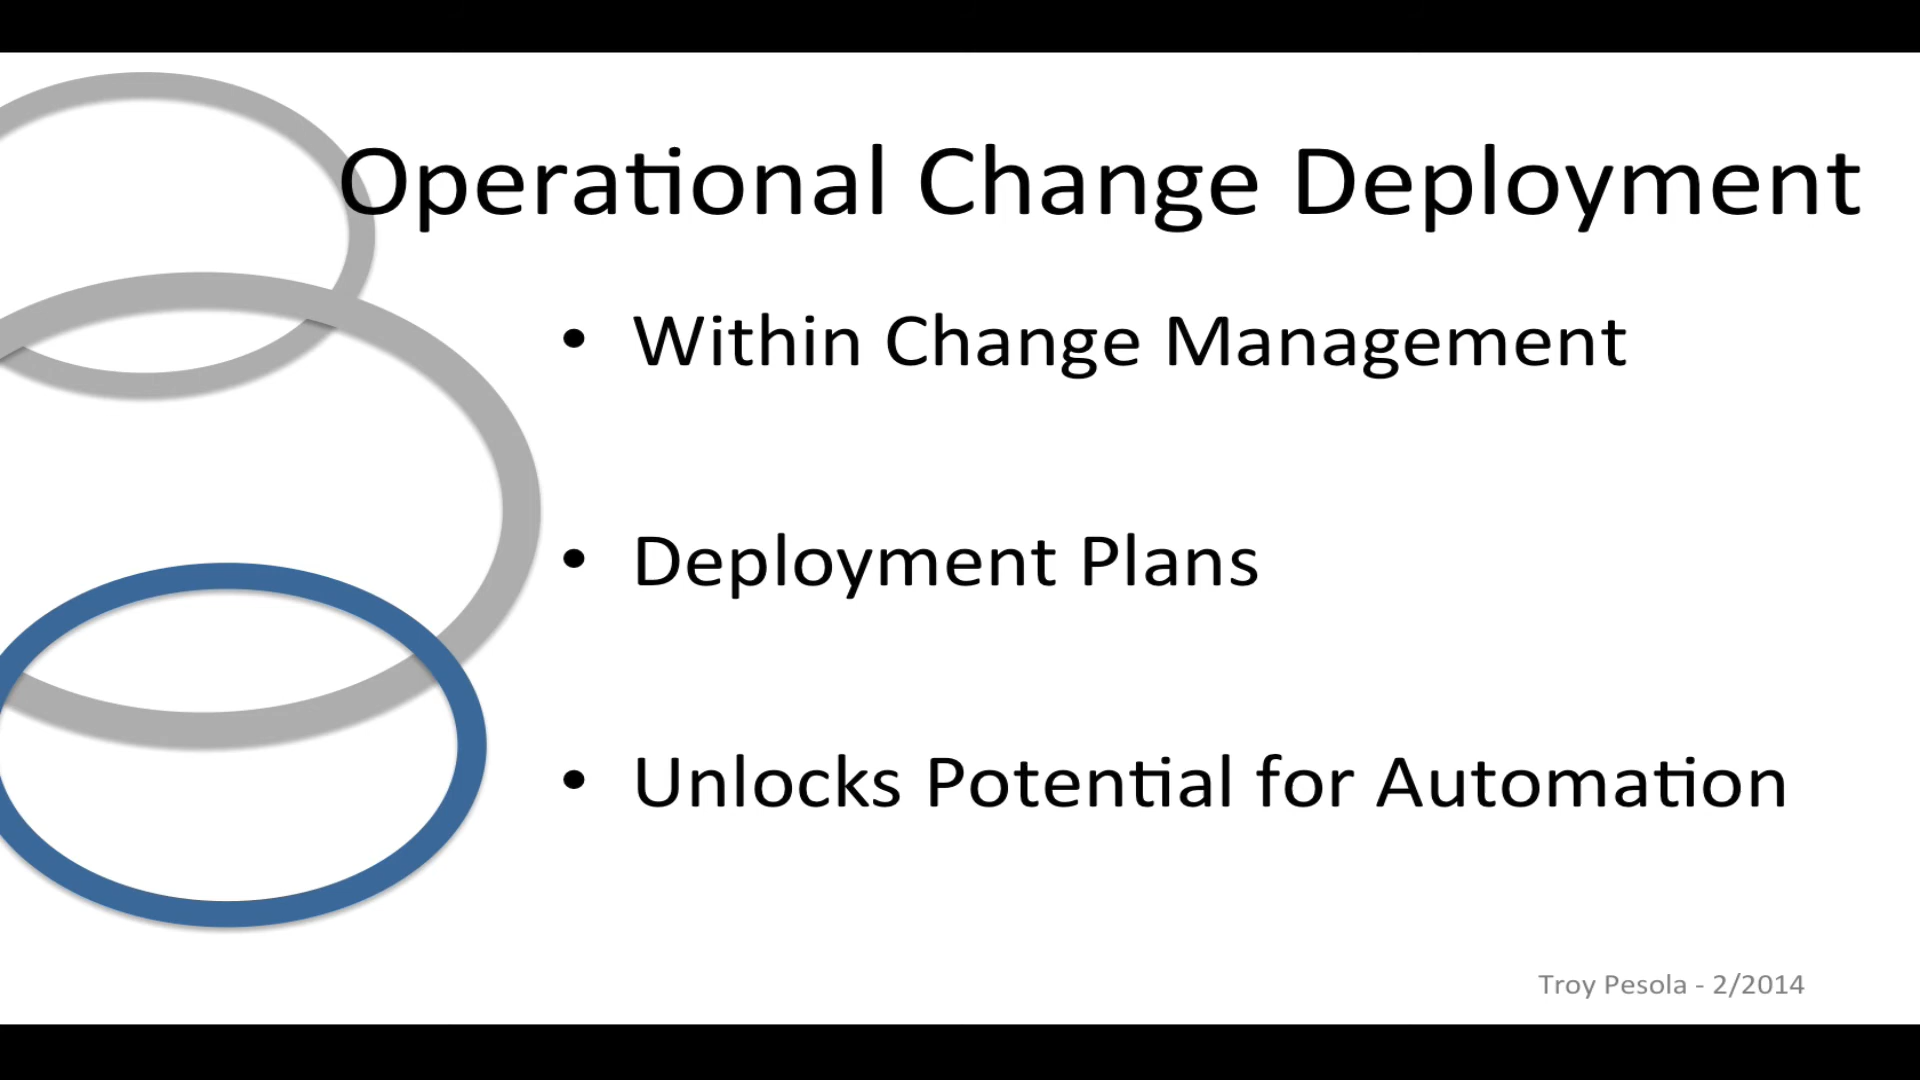 Operational Change Deployment
• Within Change Management
• Deployment Plans
• Unlocks Potential for Automation
Troy Pesola - 2/2014